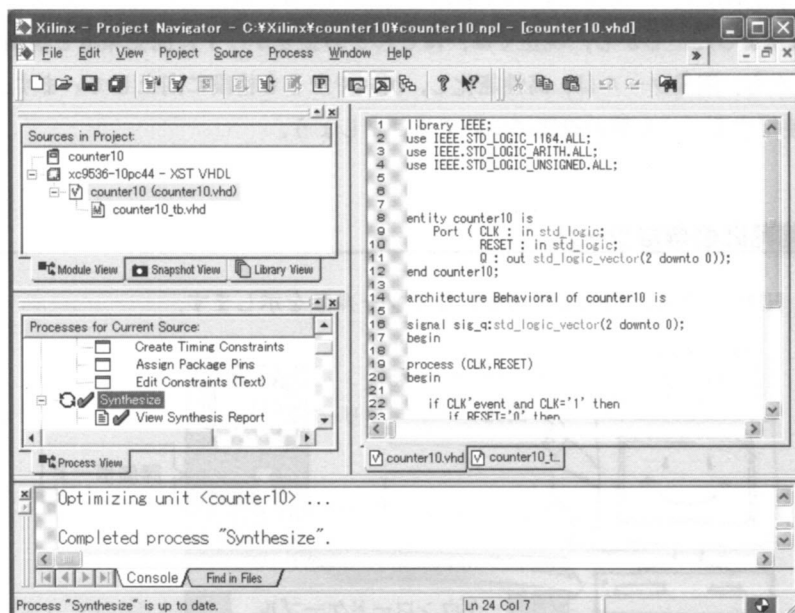 Xilinx - Project Navigator - C:¥Xilinx¥counter10¥counter10.npl - [counter10.vhd]
File Edit View Project Source Process Window Help
Sources in Project:
counter10
xc9536-10pc44 - XST VHDL
counter10 (counter10.vhd)
counter10_tb.vhd
Module View Snapshot View Library View
Processes for Current Source:
Create Timing Constraints
Assign Package Pins
Edit Constraints (Text)
Synthesize
View Synthesis Report
Process View
1 library IEEE;
2 use IEEE.STD_LOGIC_1164.ALL;
3 use IEEE.STD_LOGIC_ARITH.ALL;
4 use IEEE.STD_LOGIC_UNSIGNED.ALL;
5
6
7
8 entity counter10 is
9 Port ( CLK : in std_logic;
10 RESET : in std_logic;
11 Q : out std_logic_vector(2 downto 0));
12 end counter10;
13
14 architecture Behavioral of counter10 is
15
16 signal sig_q:std_logic_vector(2 downto 0);
17 begin
18
19 process (CLK,RESET)
20 begin
21
22 if CLK'event and CLK='1' then
23 if RESET='0' then
counter10.vhd counter10_t...
Optimizing unit <counter10> ...
Completed process "Synthesize".
Console Find in Files
Process "Synthesize" is up to date. Ln 24 Col 7